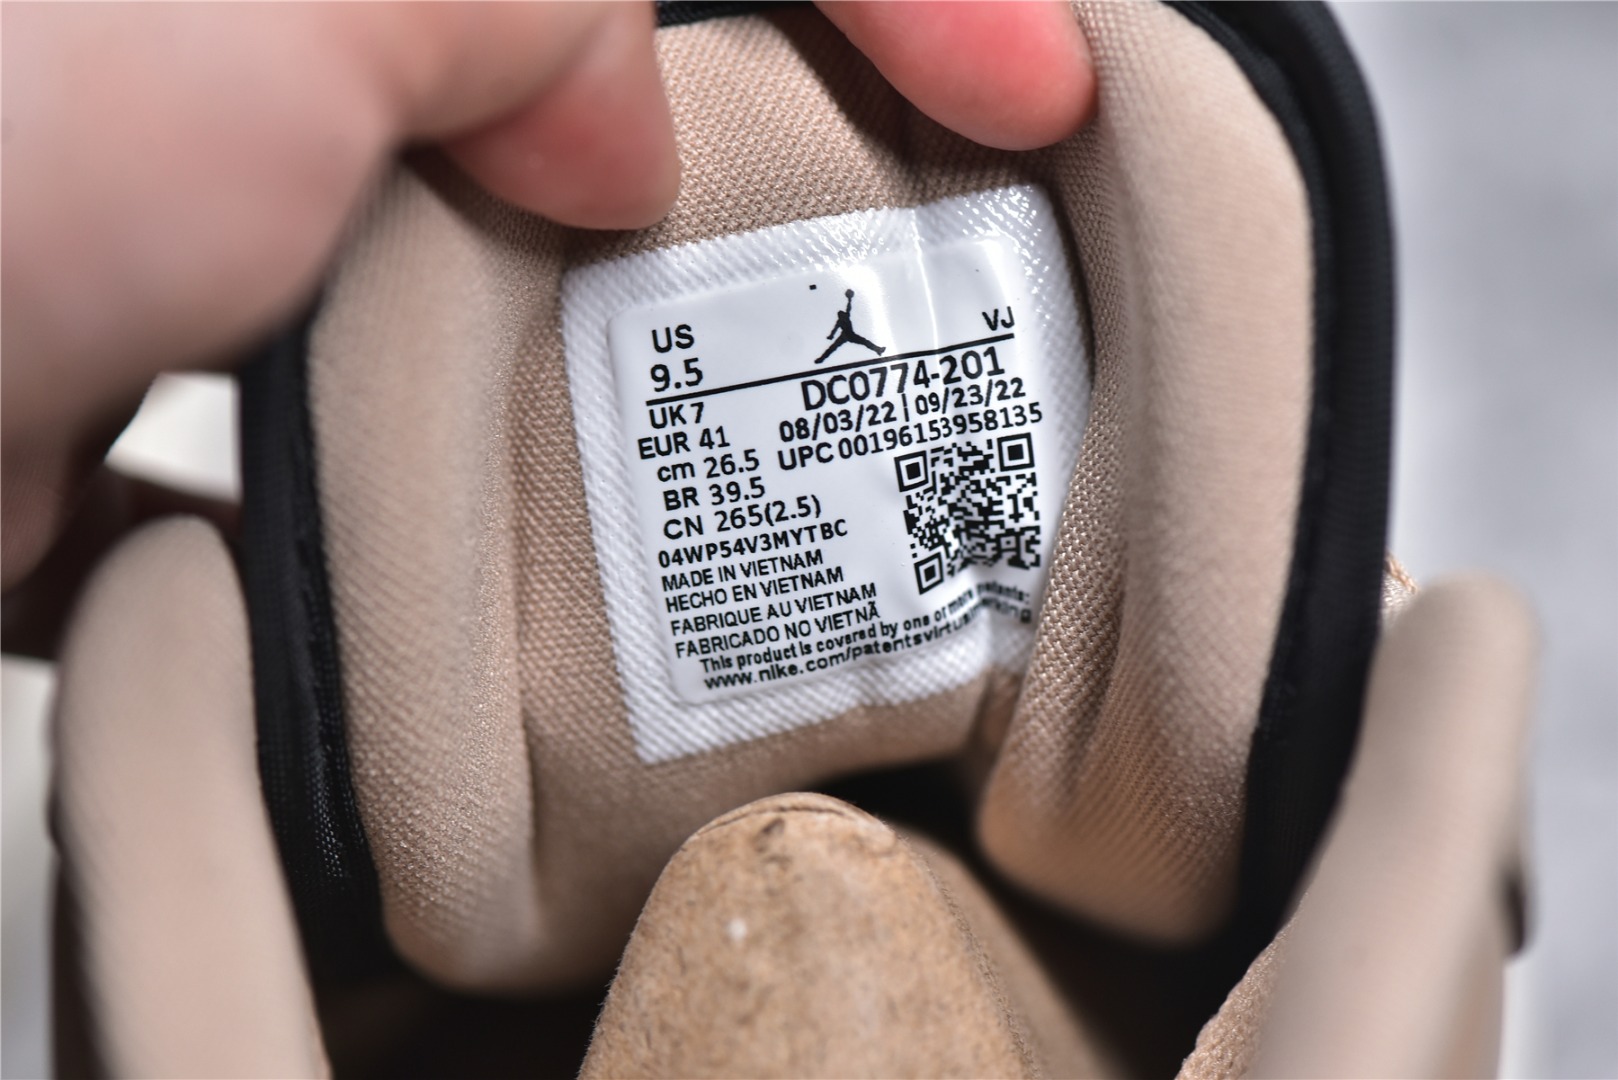 US
9.5
VJ
DC0774-201
UK 7
08/03/22 | 09/23/22
EUR 41
UPC 00196153958135
cm 26.5
BR 39.5
CN 265(2.5)
04WP54V3MYTBC
MADE IN VIETNAM
HECHO EN VIETNAM
FABRIQUE AU VIETNAM
FABRICADO NO VIETNÃ
This product is covered by one or more patents:
www.nike.com/patentsvirtualmarking